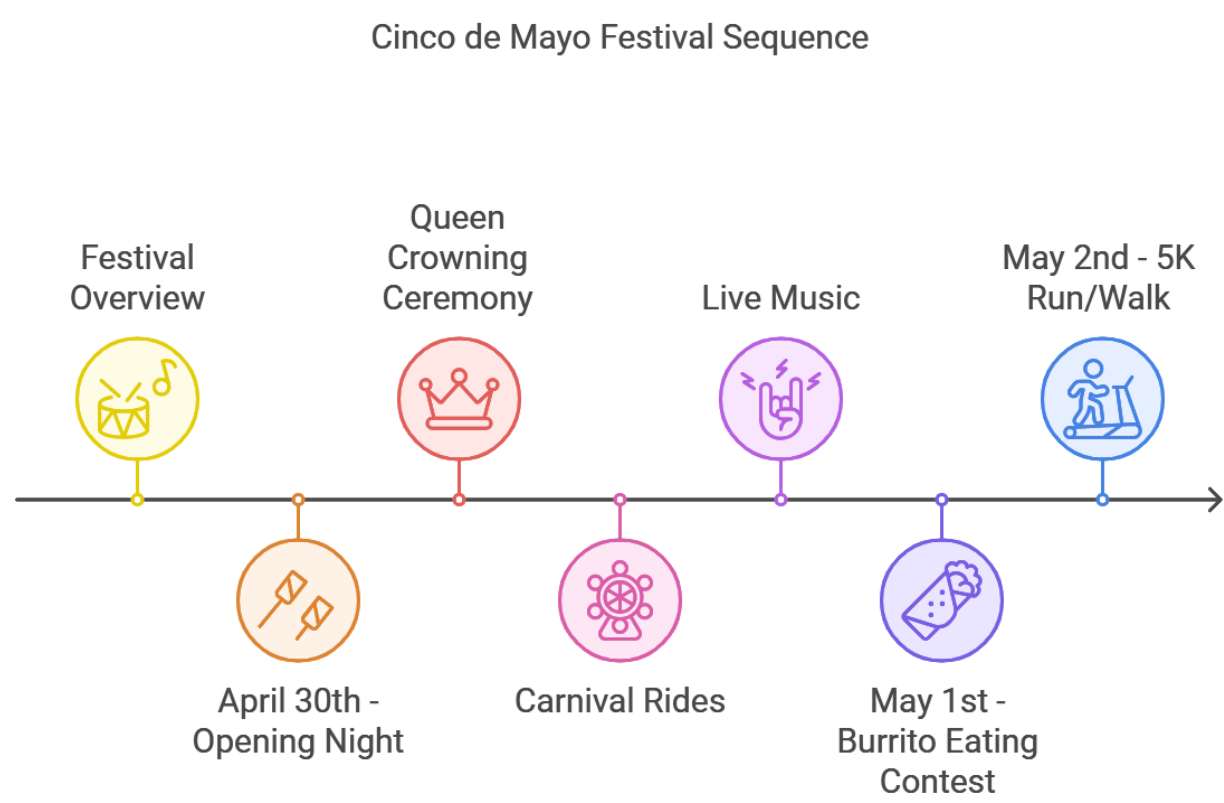 Cinco de Mayo Festival Sequence
Festival
Overview
April 30th -
Opening Night
Queen
Crowning
Ceremony
Carnival Rides
Live Music
May 1st -
Burrito Eating
Contest
May 2nd - 5K
Run/Walk